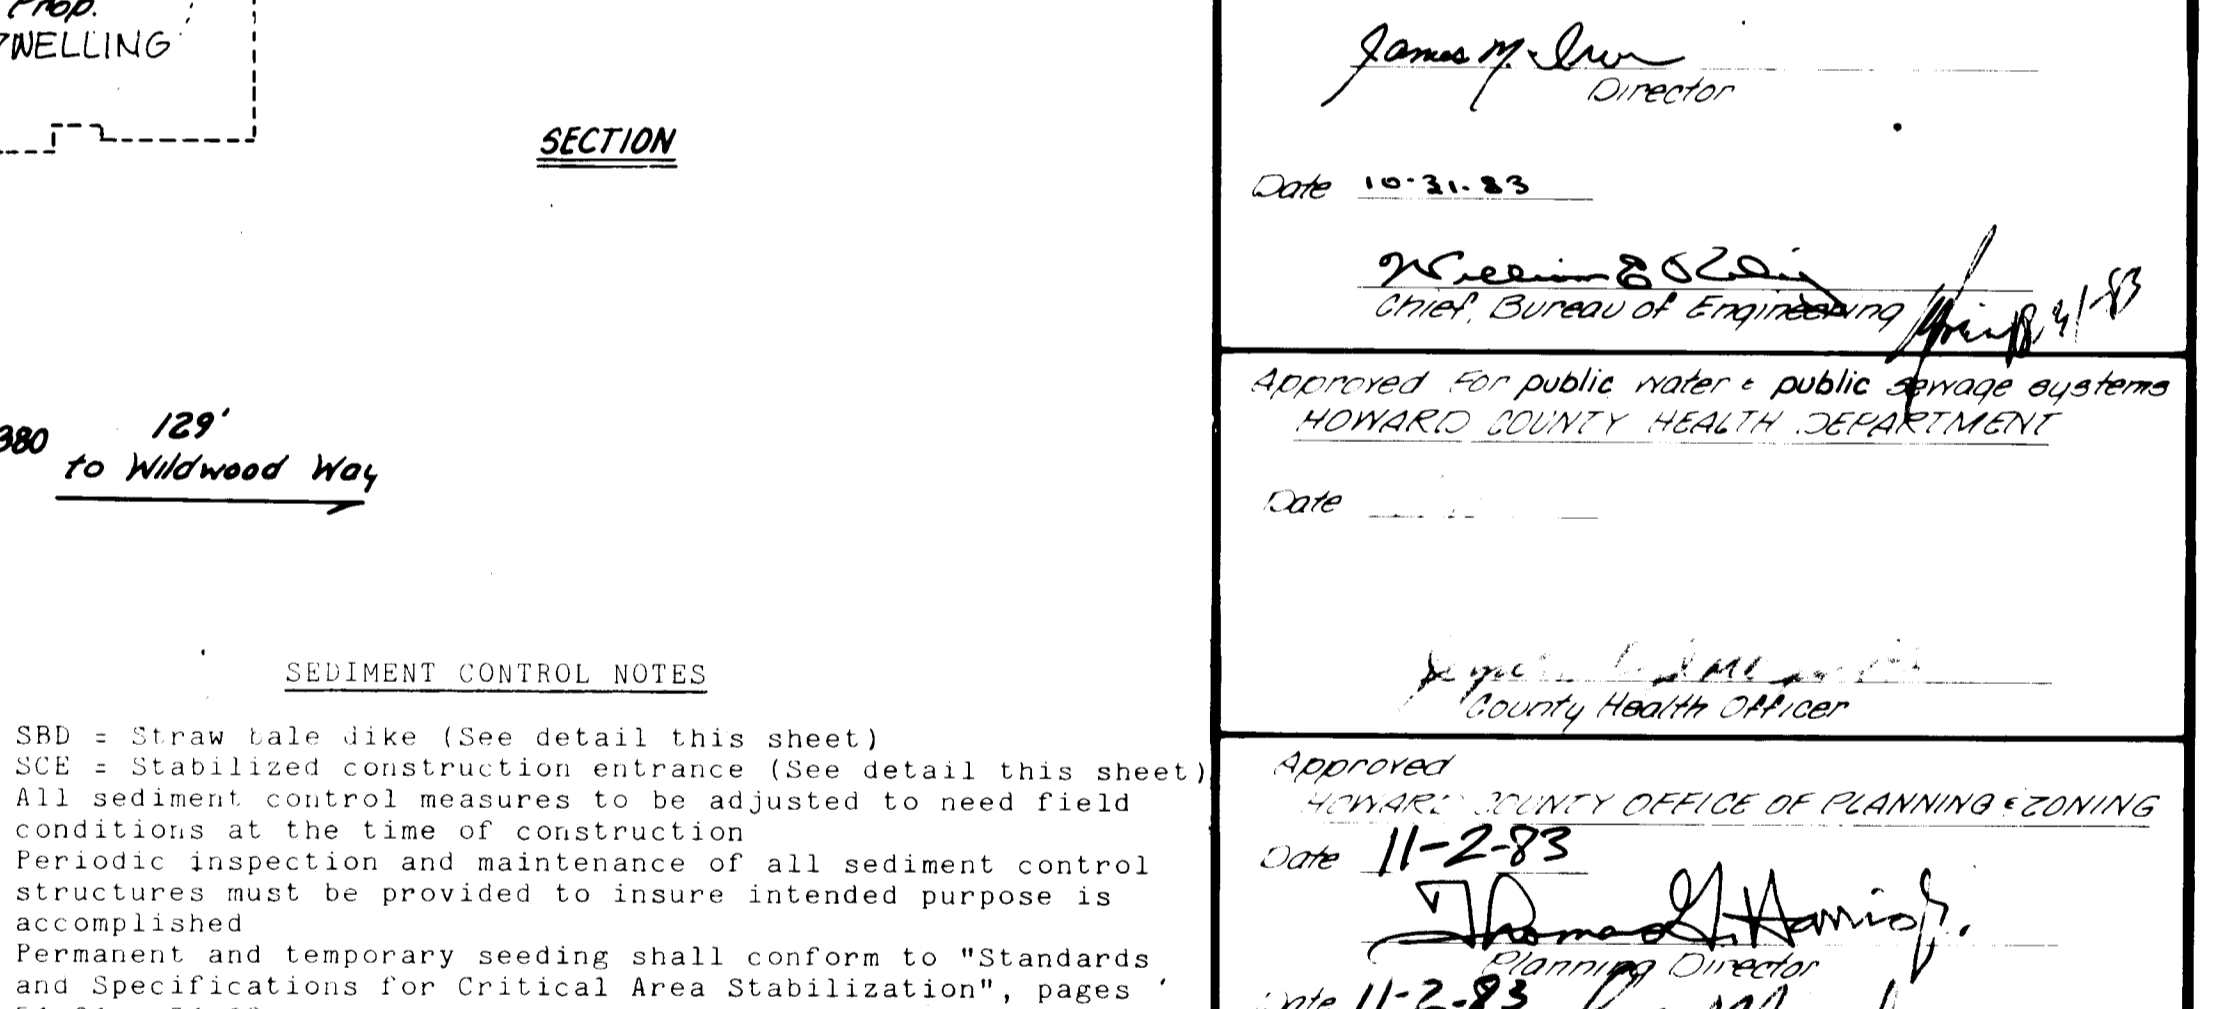 Prop.
SECTION
380
129'
to Wildwood Way
SEDIMENT CONTROL NOTES
SBD = Straw bale dike (See detail this sheet)
SCE = Stabilized construction entrance (See detail this sheet)
All sediment control measures to be adjusted to need field
conditions at the time of construction
Periodic inspection and maintenance of all sediment control
structures must be provided to insure intended purpose is
accomplished
Permanent and temporary seeding shall conform to "Standards
and Specifications for Critical Area Stabilization", pages
James M.
Director
Date 10-31-83
William E
Chief, Bureau of Engineering
Approved For public water & public sewage systems
HOWARD COUNTY HEALTH DEPARTMENT
Date
County Health Officer
Approved
HOWARD COUNTY OFFICE OF PLANNING & ZONING
Date 11-2-83
Thomas G. Harris Jr.
Planning Director
Date 11-2-83